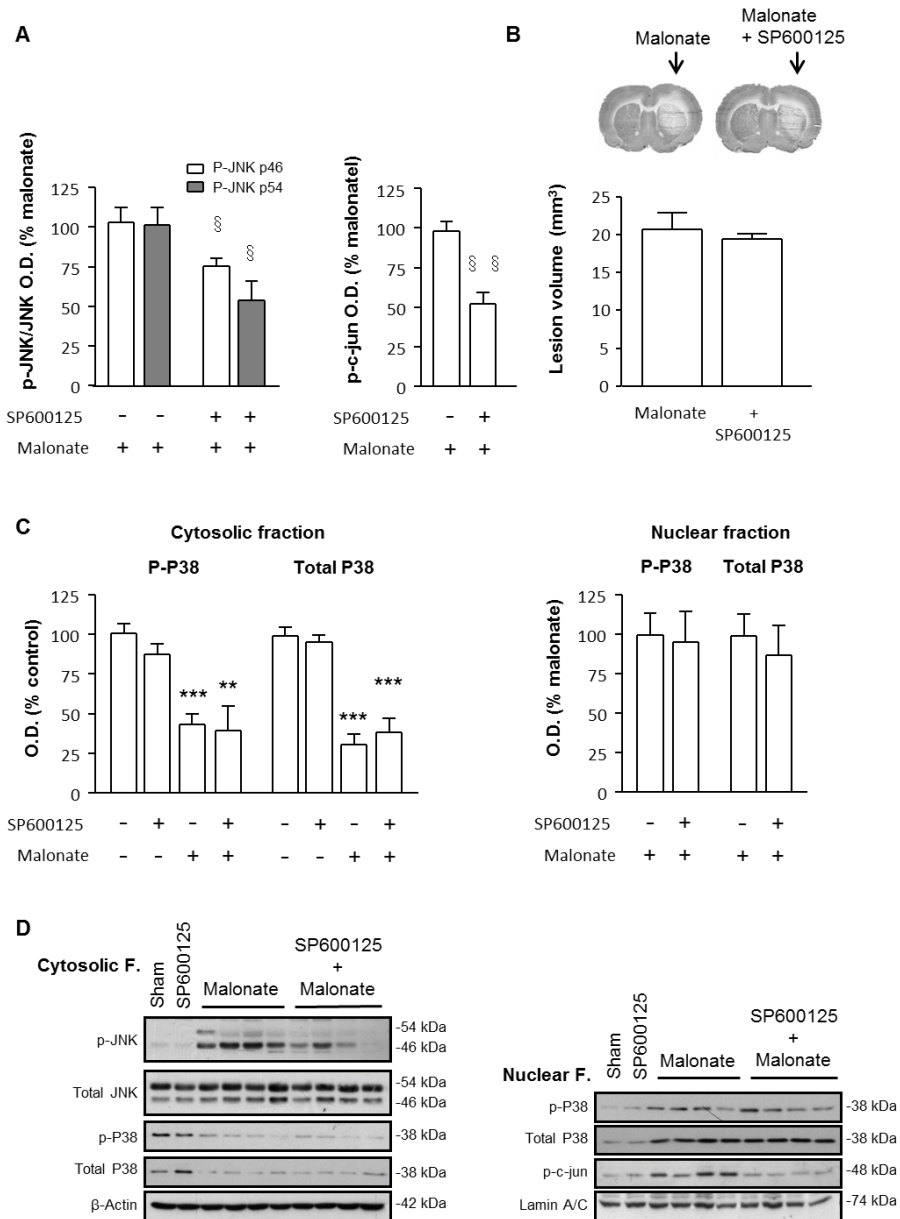 A
P-JNK p46
P-JNK p54
p-JNK/JNK O.D. (% malonate)
125
100
75
50
25
0
§
§
SP600125 - - + +
Malonate + + + +
p-c-jun O.D. (% malonatel)
125
100
75
50
25
0
§ §
- +
+ +
B
Malonate
Malonate
+ SP600125
Lesion volume (mm³)
25
20
15
10
5
0
Malonate
+
SP600125
C
Cytosolic fraction
P-P38 Total P38
O.D. (% control)
125
100
75
50
25
0
*** ** *** ***
SP600125 - + - + - + - +
Malonate - - + + - - + +
Nuclear fraction
P-P38 Total P38
O.D. (% malonate)
125
100
75
50
25
0
SP600125 - + - +
Malonate + + + +
D
Cytosolic F.
Sham
SP600125
Malonate
SP600125
+
Malonate
p-JNK -54 kDa
-46 kDa
Total JNK -54 kDa
-46 kDa
p-P38 -38 kDa
Total P38 -38 kDa
β-Actin -42 kDa
Nuclear F.
Sham
SP600125
Malonate
SP600125
+
Malonate
p-P38 -38 kDa
Total P38 -38 kDa
p-c-jun -48 kDa
Lamin A/C -74 kDa